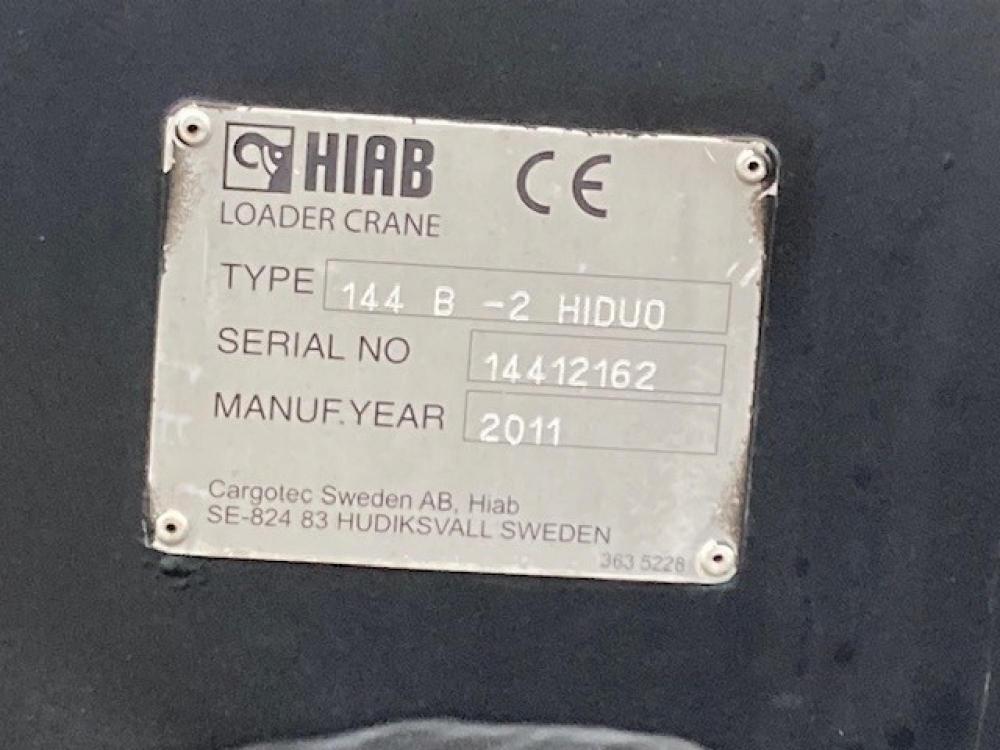 HIAB CE
LOADER CRANE
TYPE 144 B -2 HIDUO
SERIAL NO 14412162
MANUF.YEAR 2011
Cargotec Sweden AB, Hiab
SE-824 83 HUDIKSVALL SWEDEN
363 5228